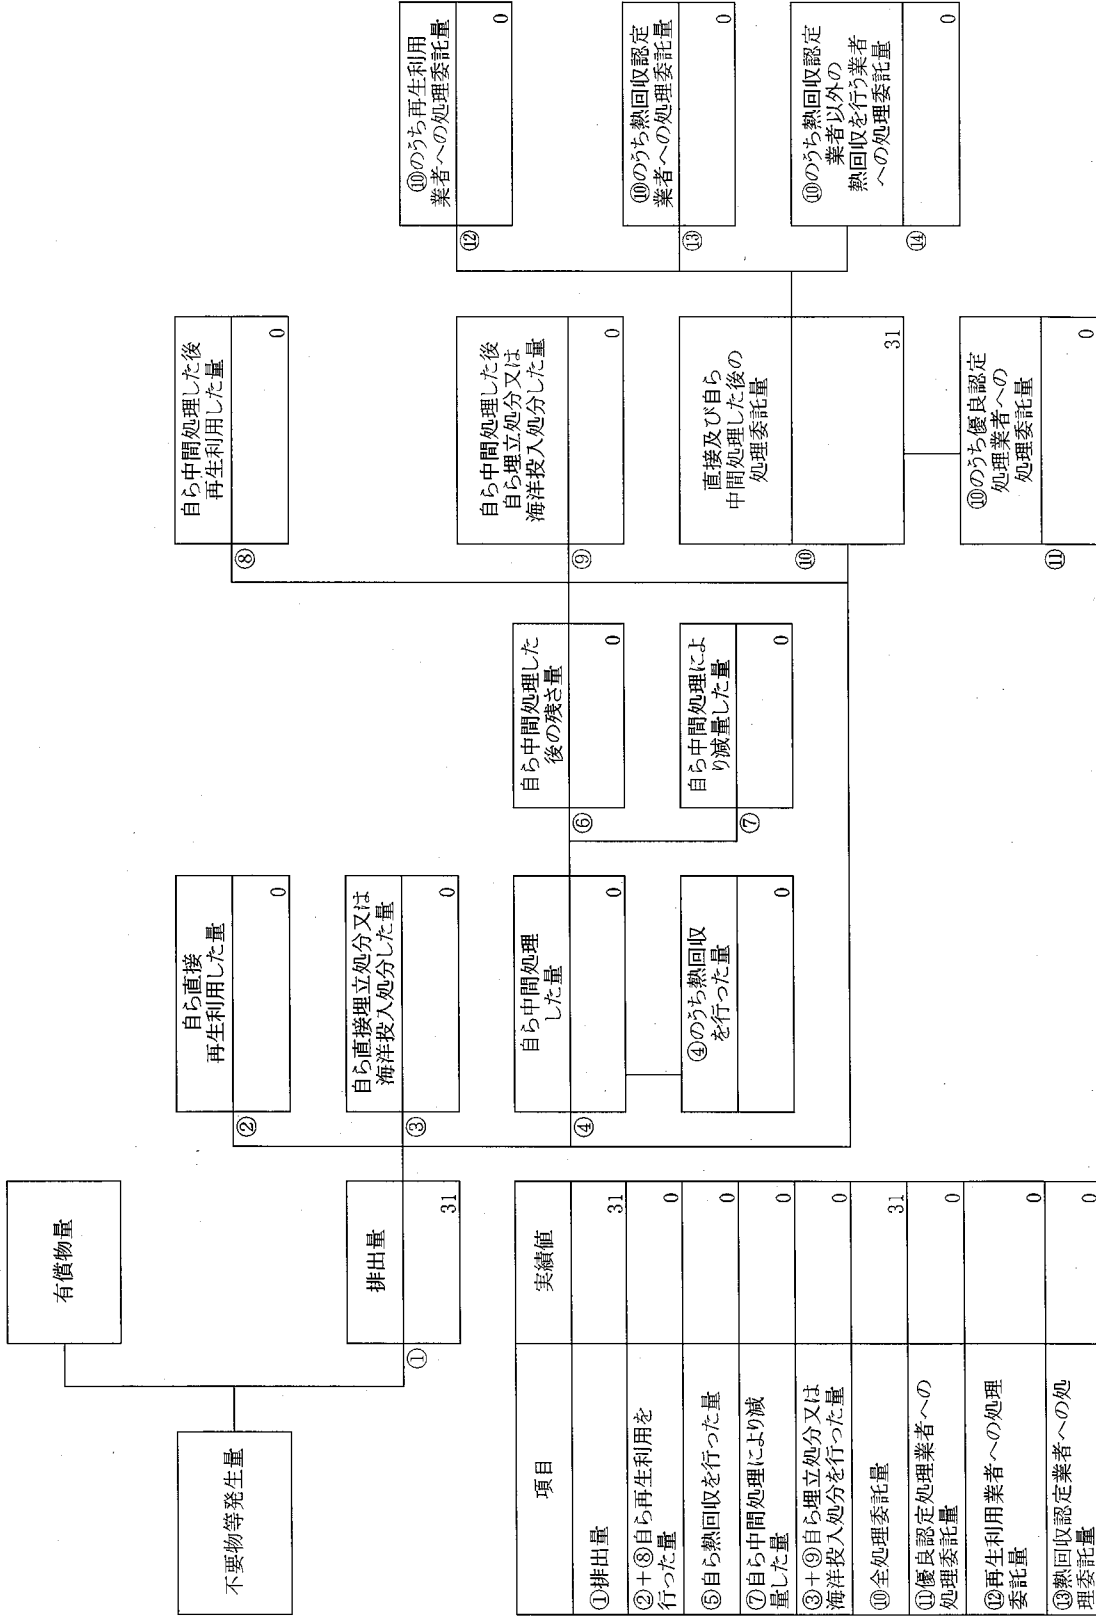 不要物等発生量
有償物量
排出量
①
31
②
自ら直接
再生利用した量
0
③
自ら直接埋立処分又は
海洋投入処分した量
0
④
自ら中間処理
した量
0
④のうち熱回収
を行った量
0
⑥
自ら中間処理した
後の残さ量
0
⑦
自ら中間処理によ
り減量した量
0
⑧
自ら中間処理した後
再生利用した量
0
⑨
自ら中間処理した後
自ら埋立処分又は
海洋投入処分した量
0
⑩
直接及び自ら
中間処理した後の
処理委託量
31
⑪
⑩のうち優良認定
処理業者への
処理委託量
0
⑫
⑩のうち再生利用
業者への処理委託量
0
⑬
⑩のうち熱回収認定
業者への処理委託量
0
⑭
⑩のうち熱回収認定
業者以外の
熱回収を行う業者
への処理委託量
0
項目 実績値
①排出量 31
②+⑧自ら再生利用を
行った量 0
⑤自ら熱回収を行った量 0
⑦自ら中間処理により減
量した量 0
③+⑨自ら埋立処分又は
海洋投入処分を行った量 0
⑩全処理委託量 31
⑪優良認定処理業者への
処理委託量 0
⑫再生利用業者への処理
委託量 0
⑬熱回収認定業者への処
理委託量 0